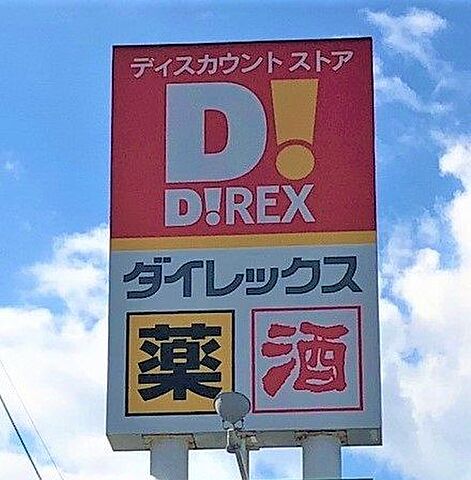 ディスカウント ストア
D!
D!REX
ダイレックス
薬 酒